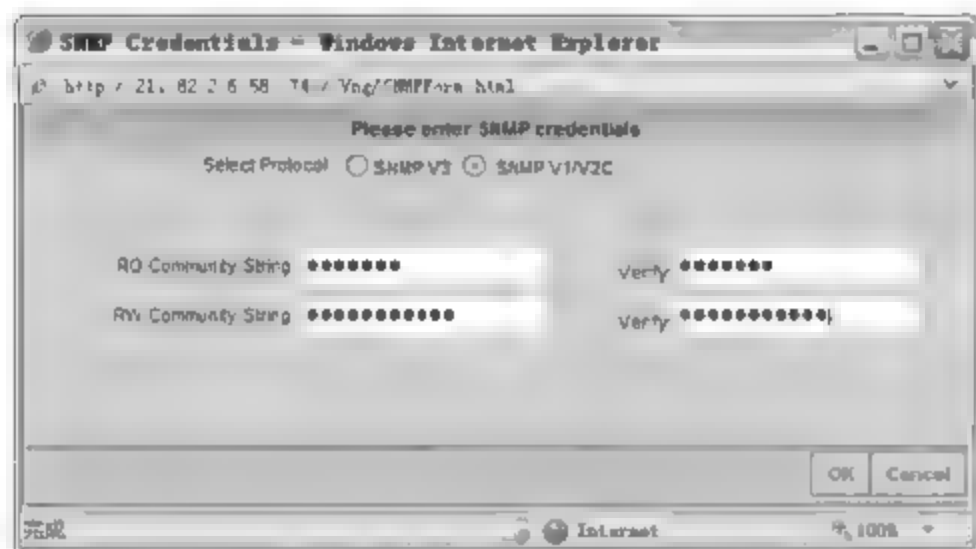 SNMP Credentials - Windows Internet Explorer
Please enter SNMP credentials
Select Protocol SNMP V3 SNMP V1/V2C
RO Community String ●●●●●●● Verify ●●●●●●●
RW Community String ●●●●●●●●●●● Verify ●●●●●●●●●●●
OK Cancel
完成 Internet 100%